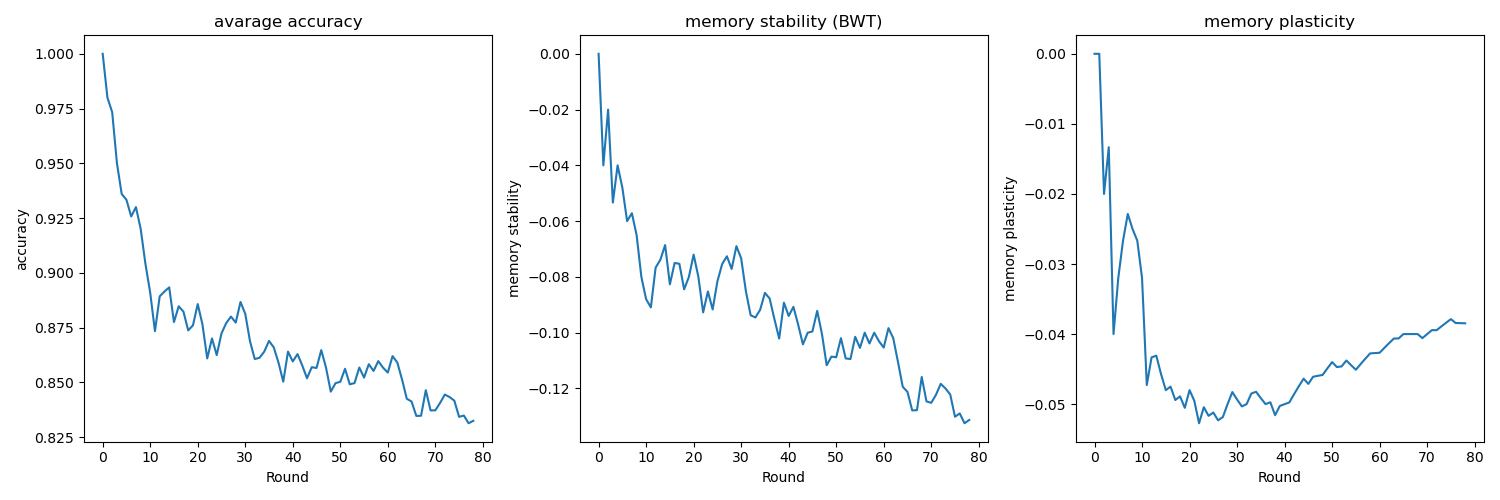 avarage accuracy
1.000
0.975
0.950
0.925
0.900
0.875
0.850
0.825
accuracy
0 10 20 30 40 50 60 70 80
Round
memory stability (BWT)
0.00
−0.02
−0.04
−0.06
−0.08
−0.10
−0.12
memory stability
0 10 20 30 40 50 60 70 80
Round
memory plasticity
0.00
−0.01
−0.02
−0.03
−0.04
−0.05
memory plasticity
0 10 20 30 40 50 60 70 80
Round